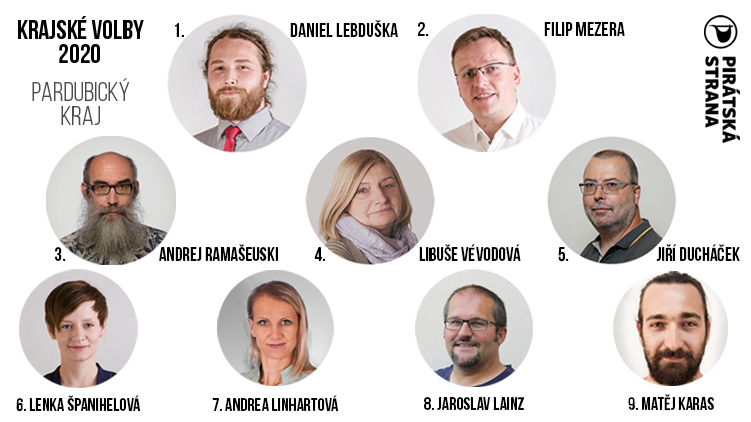 KRAJSKÉ VOLBY
2020
PARDUBICKÝ
KRAJ
1. DANIEL LEBDUŠKA
2. FILIP MEZERA
PIRÁTSKÁ
STRANA
3. ANDREJ RAMAŠEUSKI
4. LIBUŠE VÉVODOVÁ
5. JIŘÍ DUCHÁČEK
6. LENKA ŠPANIHELOVÁ
7. ANDREA LINHARTOVÁ
8. JAROSLAV LAINZ
9. MATĚJ KARAS